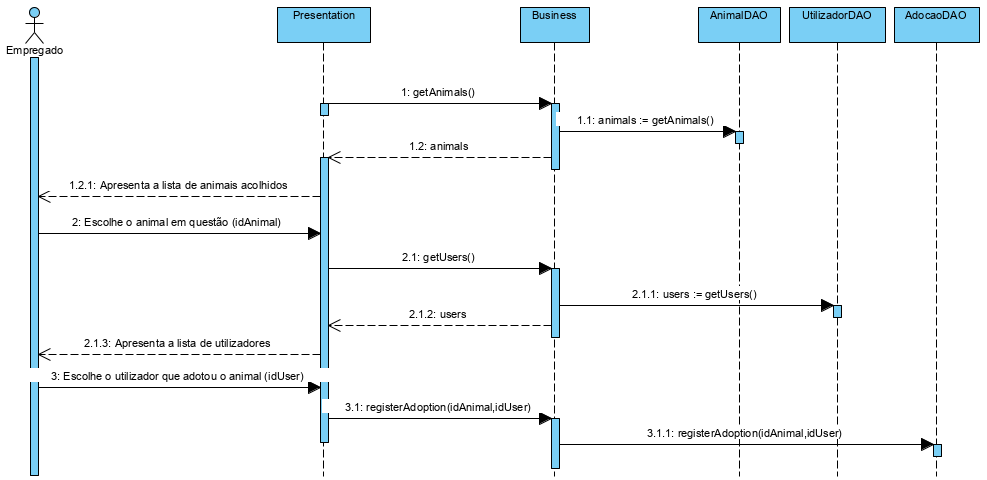 Empregado
Presentation
Business
AnimalDAO
UtilizadorDAO
AdocaoDAO
1: getAnimals()
1.1: animals := getAnimals()
1.2: animals
1.2.1: Apresenta a lista de animais acolhidos
2: Escolhe o animal em questão (idAnimal)
2.1: getUsers()
2.1.1: users := getUsers()
2.1.2: users
2.1.3: Apresenta a lista de utilizadores
3: Escolhe o utilizador que adotou o animal (idUser)
3.1: registerAdoption(idAnimal,idUser)
3.1.1: registerAdoption(idAnimal,idUser)